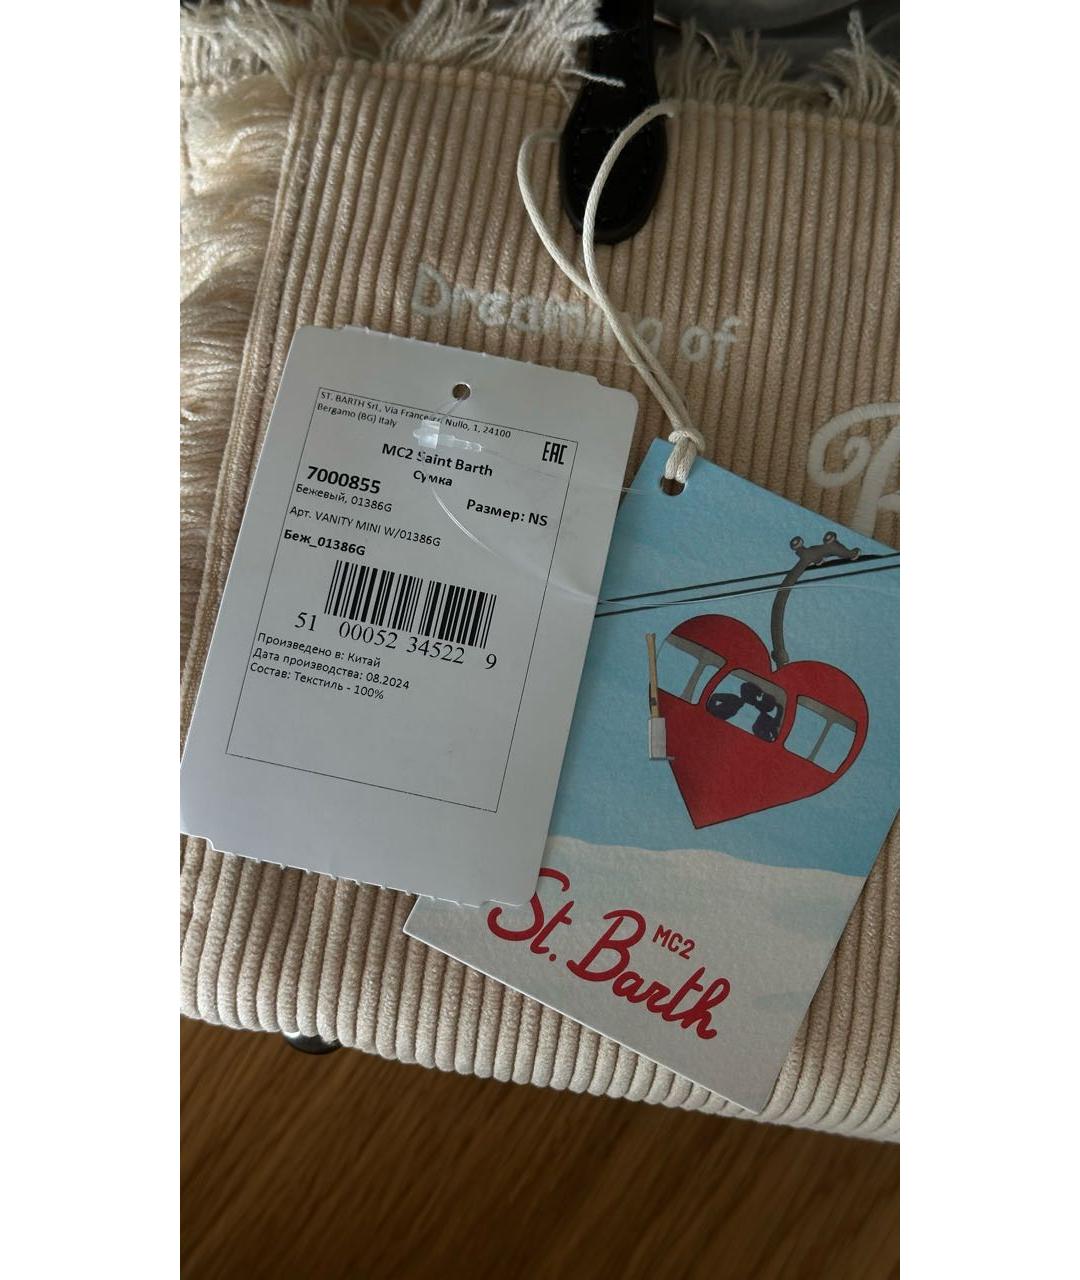 Dreaming of
ST. BARTH Srl, Via Francesco Nullo, 1, 24100
Bergamo (BG) Italy
EAC
MC2 Saint Barth
Сумка
7000855
Размер: NS
Бежевый, 01386G
Арт. VANITY MINI W/01386G
Беж_01386G
51 00052 34522 9
Произведено в: Китай
Дата производства: 08.2024
Состав: Текстиль - 100%
St. Barth
MC2